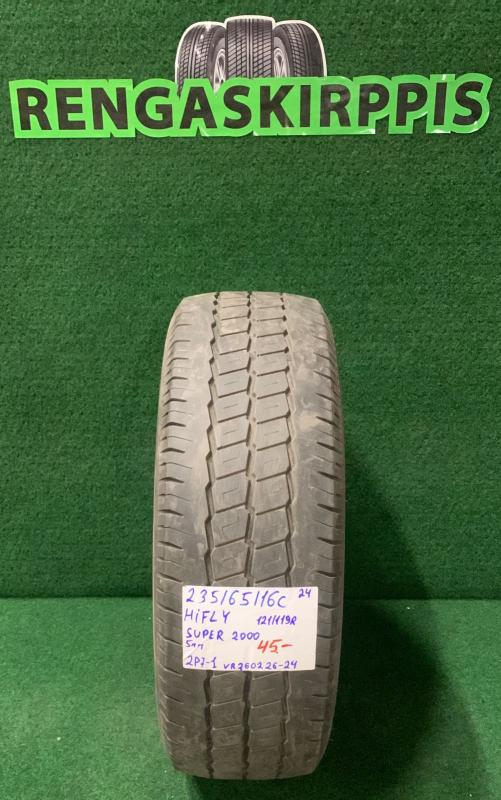 RENGASKIRPPIS
235/65/16C 24
HiFLY 121/119R
SUPER 2000
5mm 45.-
2P7-1 VR260226-24